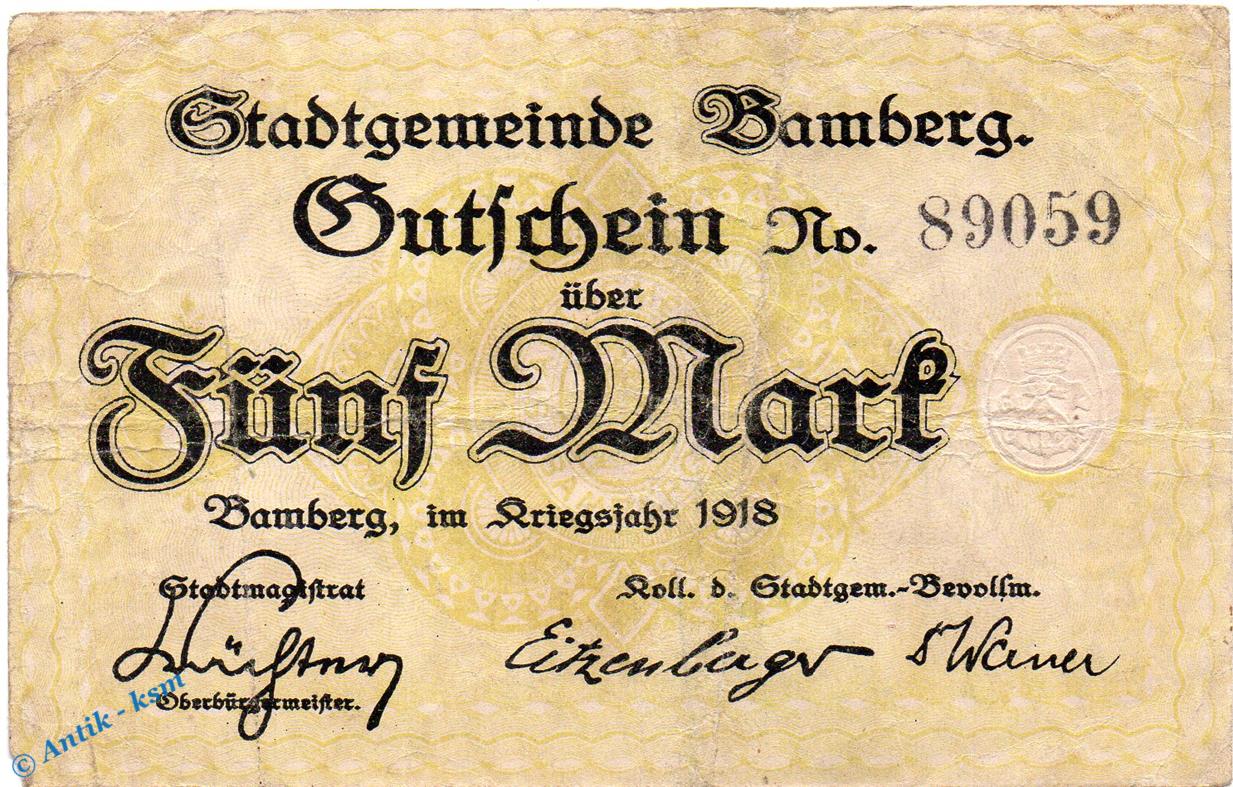 Stadtgemeinde Bamberg.
Gutschein No. 89059
über
Fünf Mark
Bamberg, im Kriegsjahr 1918
Stadtmagistrat Koll. d. Stadtgem.-Bevollm.
Eitzenberger
Oberbürgermeister.
© Antik - ksm